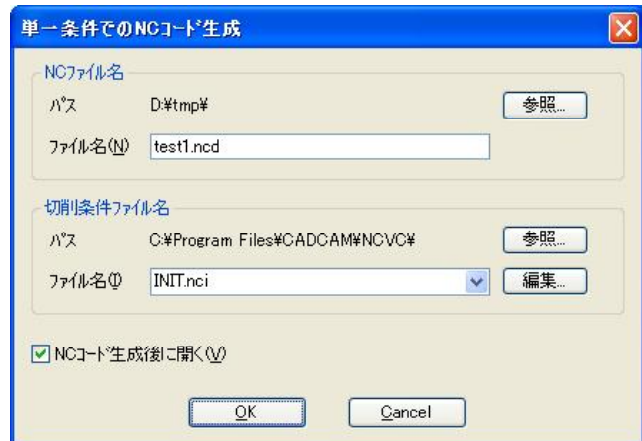 単一条件でのNCコード生成
NCファイル名
パス D:¥tmp¥ 参照...
ファイル名(N) test1.ncd
切削条件ファイル名
パス C:¥Program Files¥CADCAM¥NCVC¥ 参照...
ファイル名(I) INIT.nci 編集...
NCコード生成後に開く(V)
OK Cancel